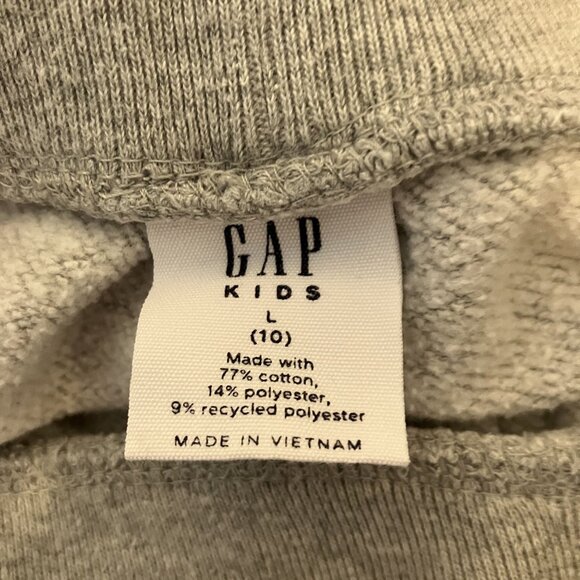 GAP
KIDS
L
(10)
Made with
77% cotton,
14% polyester,
9% recycled polyester
MADE IN VIETNAM